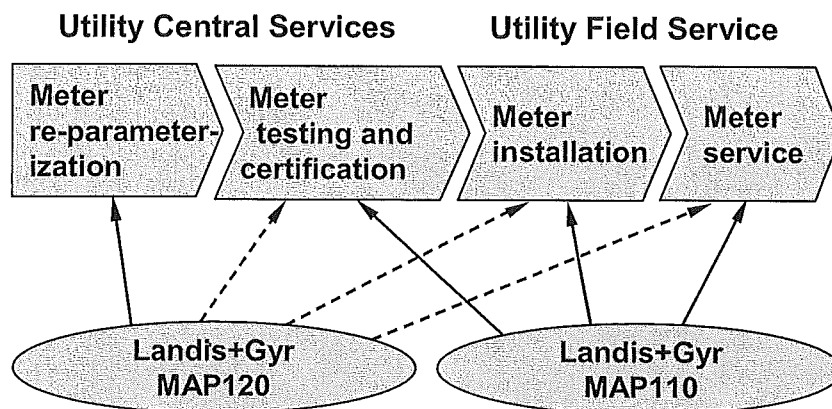 Utility Central Services
Utility Field Service
Meter
re-parameter-
ization
Meter
testing and
certification
Meter
installation
Meter
service
Landis+Gyr
MAP120
Landis+Gyr
MAP110